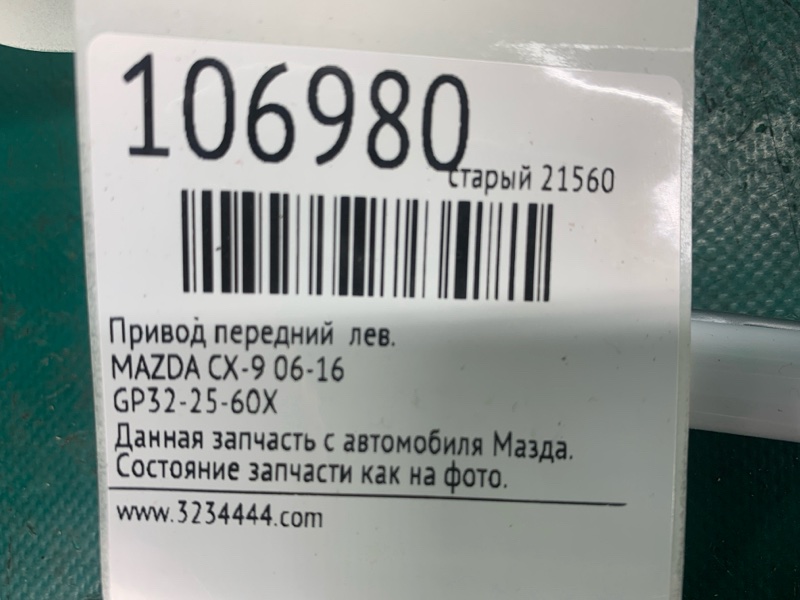 106980
старый 21560
Привод передний лев.
MAZDA CX-9 06-16
GP32-25-60X
Данная запчасть с автомобиля Мазда.
Состояние запчасти как на фото.
www.3234444.com